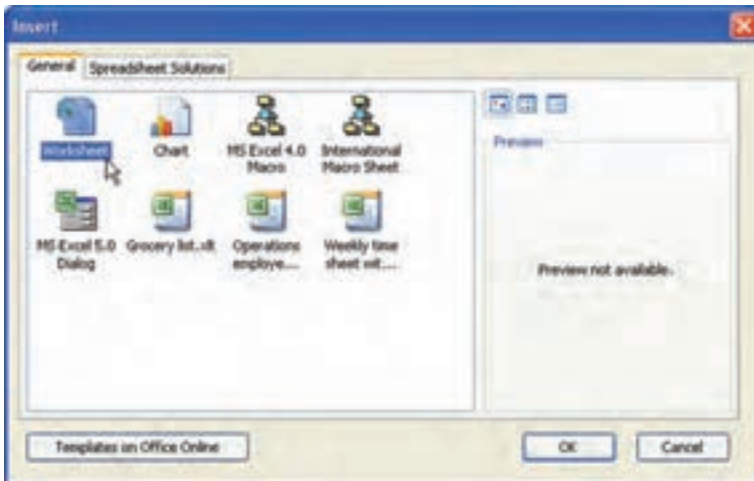 Insert
General
Spreadsheet Solutions
Worksheet
Chart
MS Excel 4.0
Macro
International
Macro Sheet
MS Excel 5.0
Dialog
Grocery list.xlt
Operations
employe....
Weekly time
sheet wit....
Preview
Preview not available.
Templates on Office Online
OK
Cancel